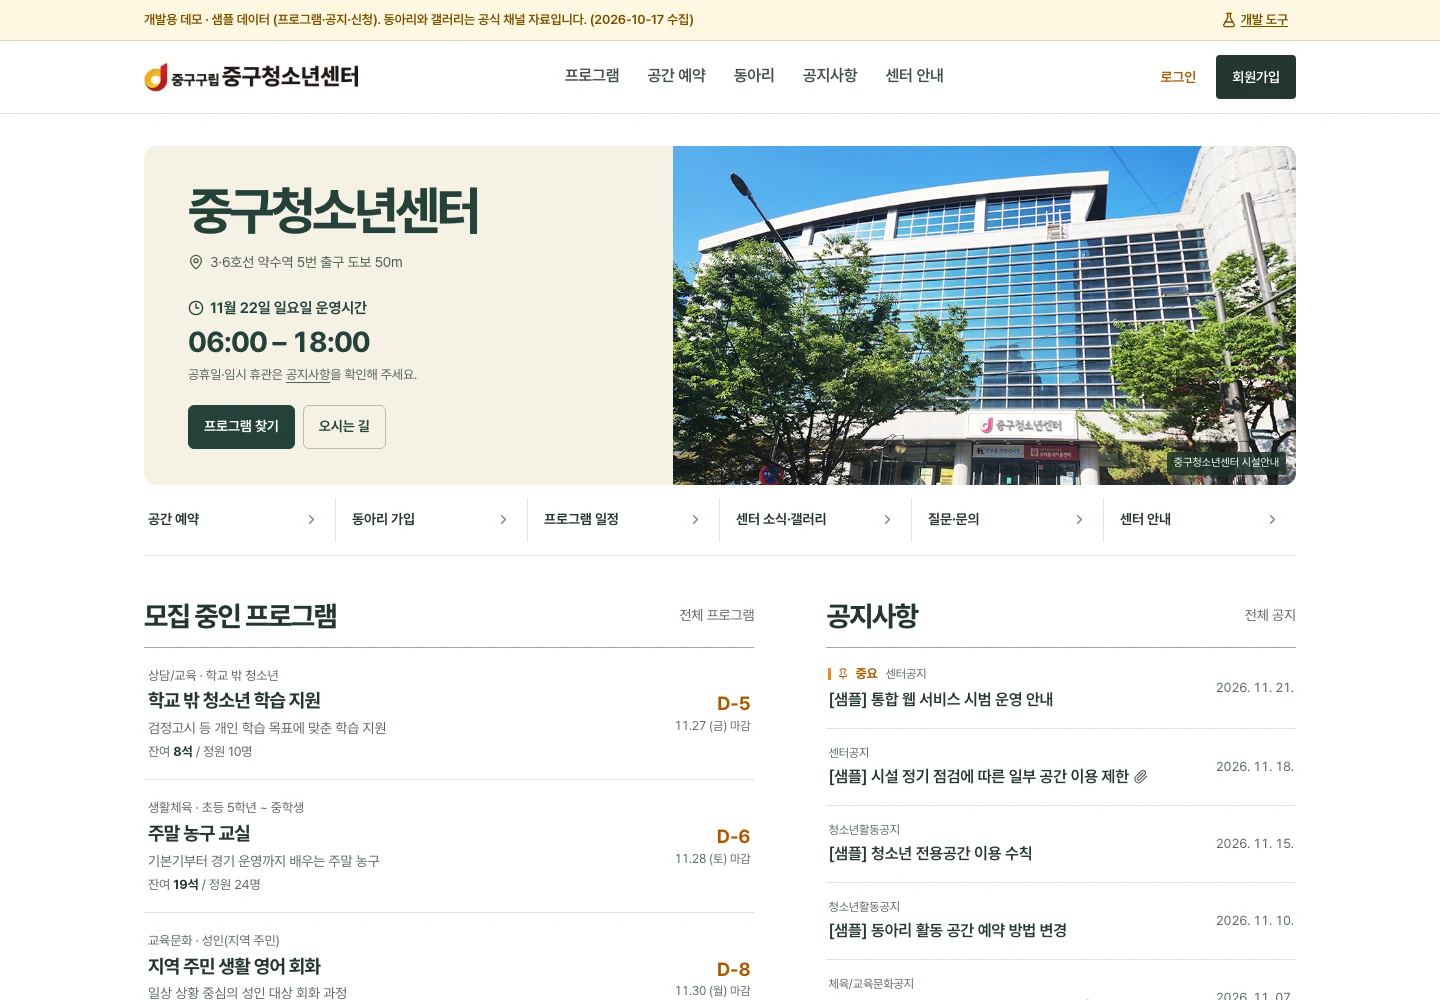 개발용 데모 · 샘플 데이터 (프로그램·공지·신청). 동아리와 갤러리는 공식 채널 자료입니다. (2026-10-17 수집)
개발 도구
중구구립 중구청소년센터
프로그램
공간 예약
동아리
공지사항
센터 안내
로그인
회원가입
중구청소년센터
3·6호선 약수역 5번 출구 도보 50m
11월 22일 일요일 운영시간
06:00 – 18:00
공휴일·임시 휴관은 공지사항을 확인해 주세요.
프로그램 찾기
오시는 길
중구청소년센터
중구청소년센터 시설안내
공간 예약
동아리 가입
프로그램 일정
센터 소식·갤러리
질문·문의
센터 안내
모집 중인 프로그램
전체 프로그램
상담/교육 · 학교 밖 청소년
학교 밖 청소년 학습 지원
검정고시 등 개인 학습 목표에 맞춘 학습 지원
잔여 8석 / 정원 10명
D-5
11.27 (금) 마감
생활체육 · 초등 5학년 ~ 중학생
주말 농구 교실
기본기부터 경기 운영까지 배우는 주말 농구
잔여 19석 / 정원 24명
D-6
11.28 (토) 마감
교육문화 · 성인(지역 주민)
지역 주민 생활 영어 회화
일상 상황 중심의 성인 대상 회화 과정
D-8
11.30 (월) 마감
공지사항
전체 공지
중요 센터공지
[샘플] 통합 웹 서비스 시범 운영 안내
2026. 11. 21.
센터공지
[샘플] 시설 정기 점검에 따른 일부 공간 이용 제한
2026. 11. 18.
청소년활동공지
[샘플] 청소년 전용공간 이용 수칙
2026. 11. 15.
청소년활동공지
[샘플] 동아리 활동 공간 예약 방법 변경
2026. 11. 10.
체육/교육문화공지
2026. 11. 07.